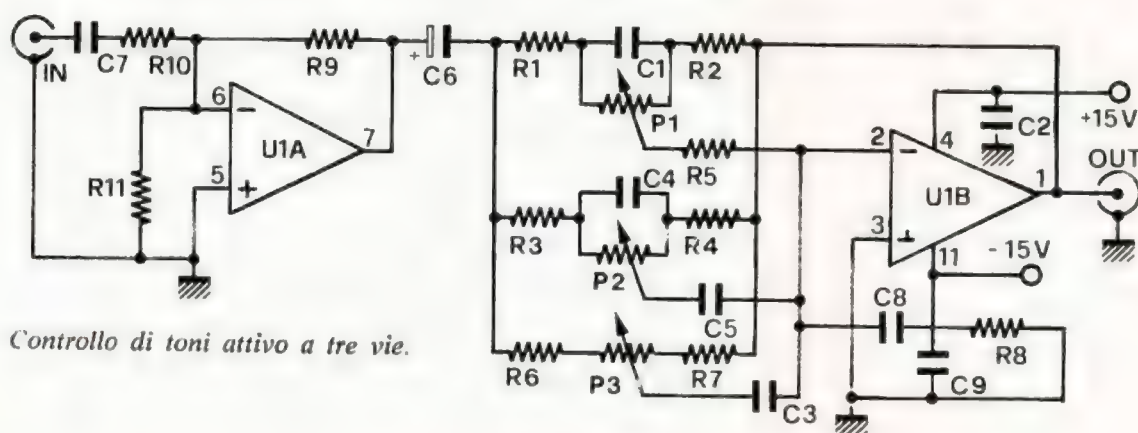 IN
C7
R10
R9
+
C6
R1
C1
R2
P1
C2
+15V
6
−
U1A
7
5
+
R11
R5
2
−
4
U1B
1
OUT
C4
3
⊥
11
- 15V
R3
P2
R4
C5
C8
R8
Controllo di toni attivo a tre vie.
P3
R6
R7
C3
C9